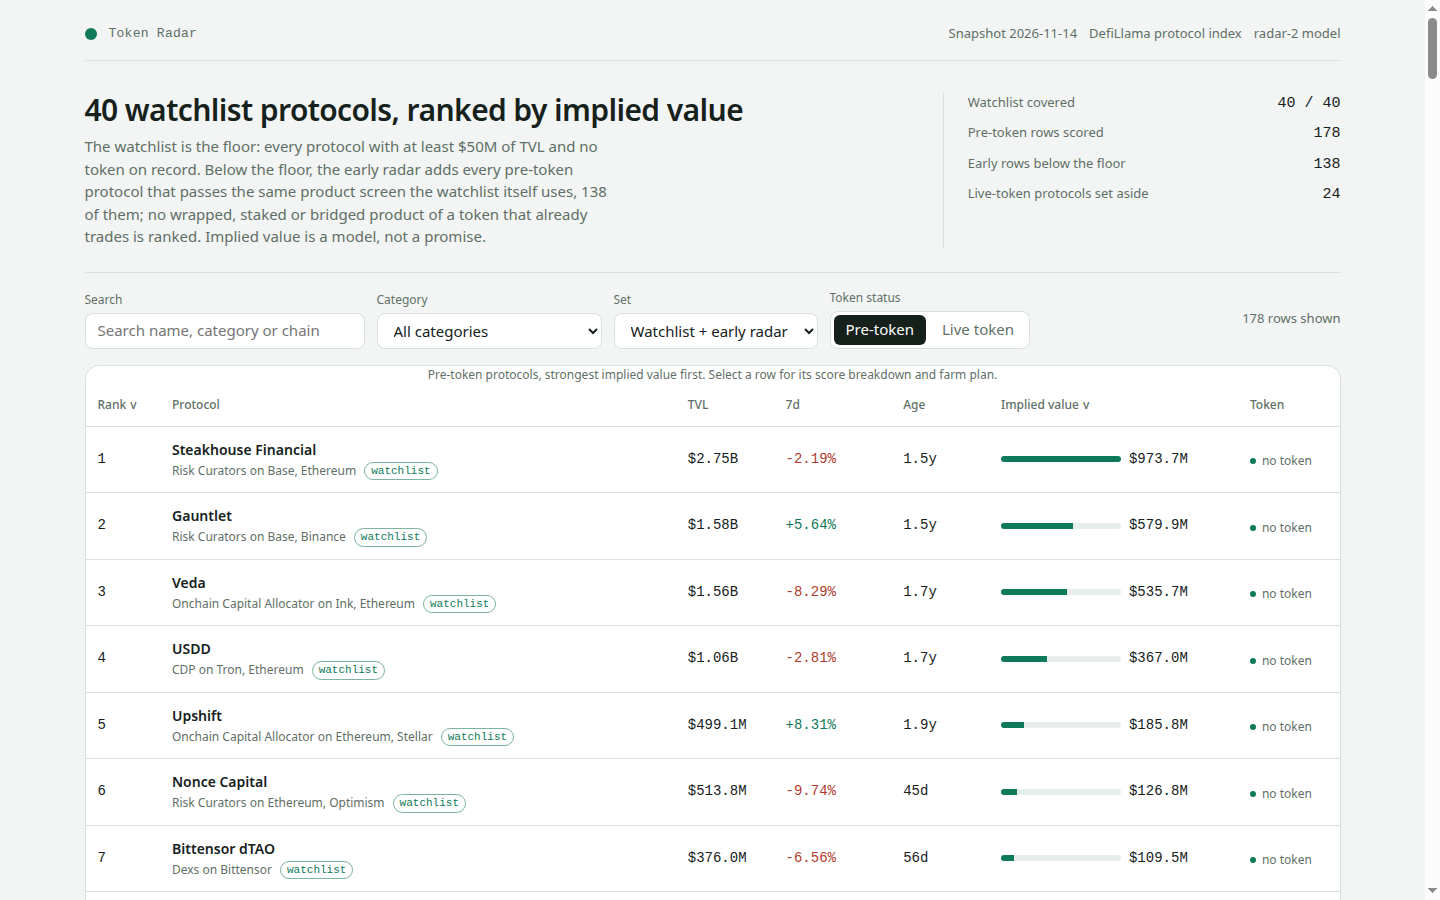 Token Radar
Snapshot 2026-11-14 DefiLlama protocol index radar-2 model
40 watchlist protocols, ranked by implied value
The watchlist is the floor: every protocol with at least $50M of TVL and no
token on record. Below the floor, the early radar adds every pre-token
protocol that passes the same product screen the watchlist itself uses, 138
of them; no wrapped, staked or bridged product of a token that already
trades is ranked. Implied value is a model, not a promise.
Watchlist covered 40 / 40
Pre-token rows scored 178
Early rows below the floor 138
Live-token protocols set aside 24
Search
Category
Set
Token status
Search name, category or chain
All categories
Watchlist + early radar
Pre-token
Live token
178 rows shown
Pre-token protocols, strongest implied value first. Select a row for its score breakdown and farm plan.
Rank v Protocol TVL 7d Age Implied value v Token
1 Steakhouse Financial $2.75B -2.19% 1.5y $973.7M no token
Risk Curators on Base, Ethereum watchlist
2 Gauntlet $1.58B +5.64% 1.5y $579.9M no token
Risk Curators on Base, Binance watchlist
3 Veda $1.56B -8.29% 1.7y $535.7M no token
Onchain Capital Allocator on Ink, Ethereum watchlist
4 USDD $1.06B -2.81% 1.7y $367.0M no token
CDP on Tron, Ethereum watchlist
5 Upshift $499.1M +8.31% 1.9y $185.8M no token
Onchain Capital Allocator on Ethereum, Stellar watchlist
6 Nonce Capital $513.8M -9.74% 45d $126.8M no token
Risk Curators on Ethereum, Optimism watchlist
7 Bittensor dTAO $376.0M -6.56% 56d $109.5M no token
Dexs on Bittensor watchlist